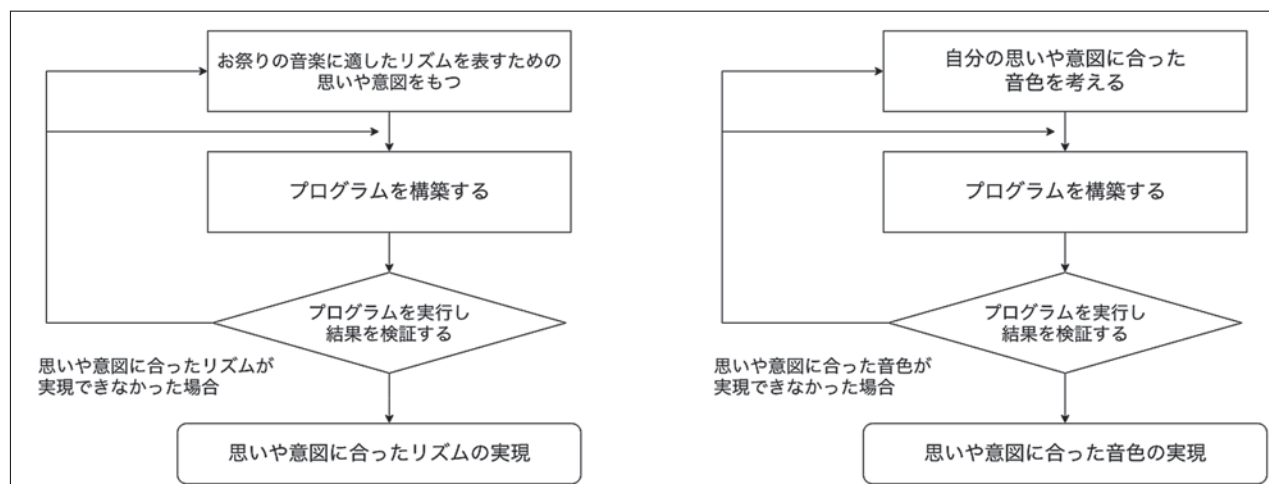 お祭りの音楽に適したリズムを表すための
思いや意図をもつ
プログラムを構築する
プログラムを実行し
結果を検証する
思いや意図に合ったリズムが
実現できなかった場合
思いや意図に合ったリズムの実現
自分の思いや意図に合った
音色を考える
プログラムを構築する
プログラムを実行し
結果を検証する
思いや意図に合った音色が
実現できなかった場合
思いや意図に合った音色の実現